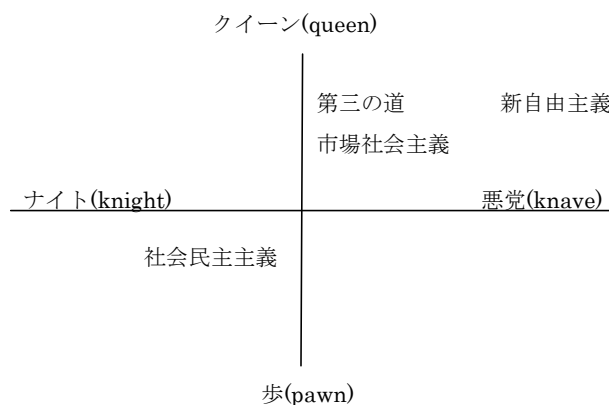 クイーン(queen)
第三の道 新自由主義
市場社会主義
ナイト(knight) 悪党(knave)
社会民主主義
歩(pawn)